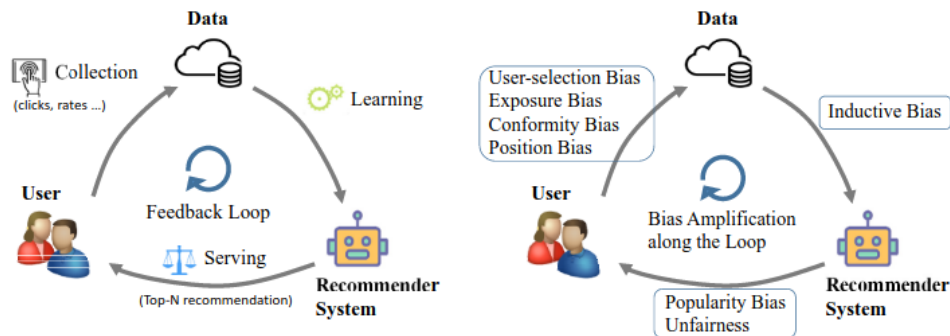 Data
Collection
(clicks, rates ...)
Learning
User
Feedback Loop
Serving
(Top-N recommendation)
Recommender
System
Data
User-selection Bias
Exposure Bias
Conformity Bias
Position Bias
Inductive Bias
User
Bias Amplification
along the Loop
Popularity Bias
Unfairness
Recommender
System